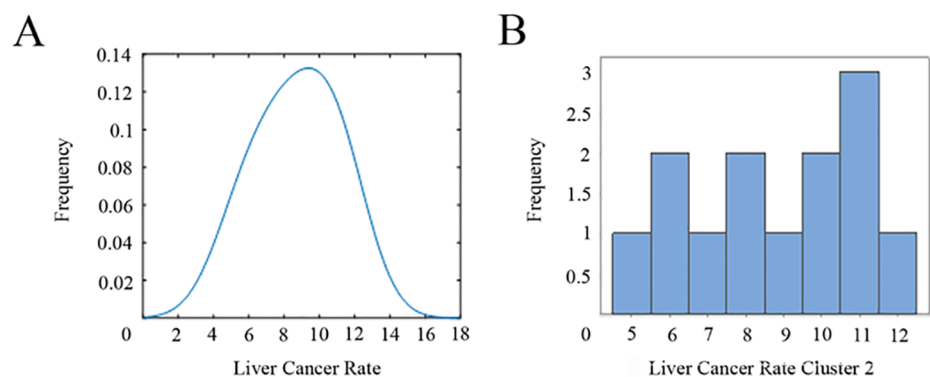 A
0.14
0.12
0.1
0.08
0.06
0.04
0.02
0 2 4 6 8 10 12 14 16 18
Frequency
Liver Cancer Rate
B
3
2.5
2
1.5
1
0.5
0 5 6 7 8 9 10 11 12
Frequency
Liver Cancer Rate Cluster 2